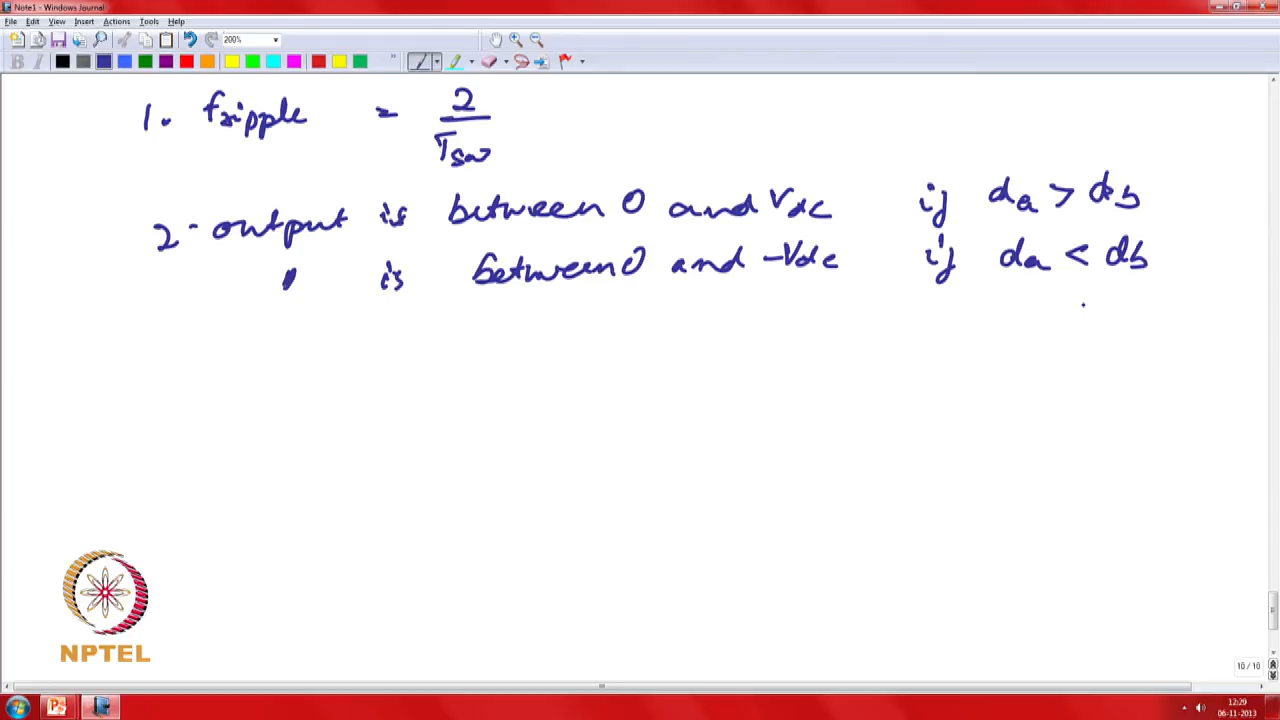 Note1 - Windows Journal
File Edit View Insert Actions Tools Help
200%
B I
1. fripple = 2 / Tsw
2 - output is between 0 and Vdc if da > db
" is between 0 and -Vdc if da < db
NPTEL
10 / 10
12:29
06-11-2013